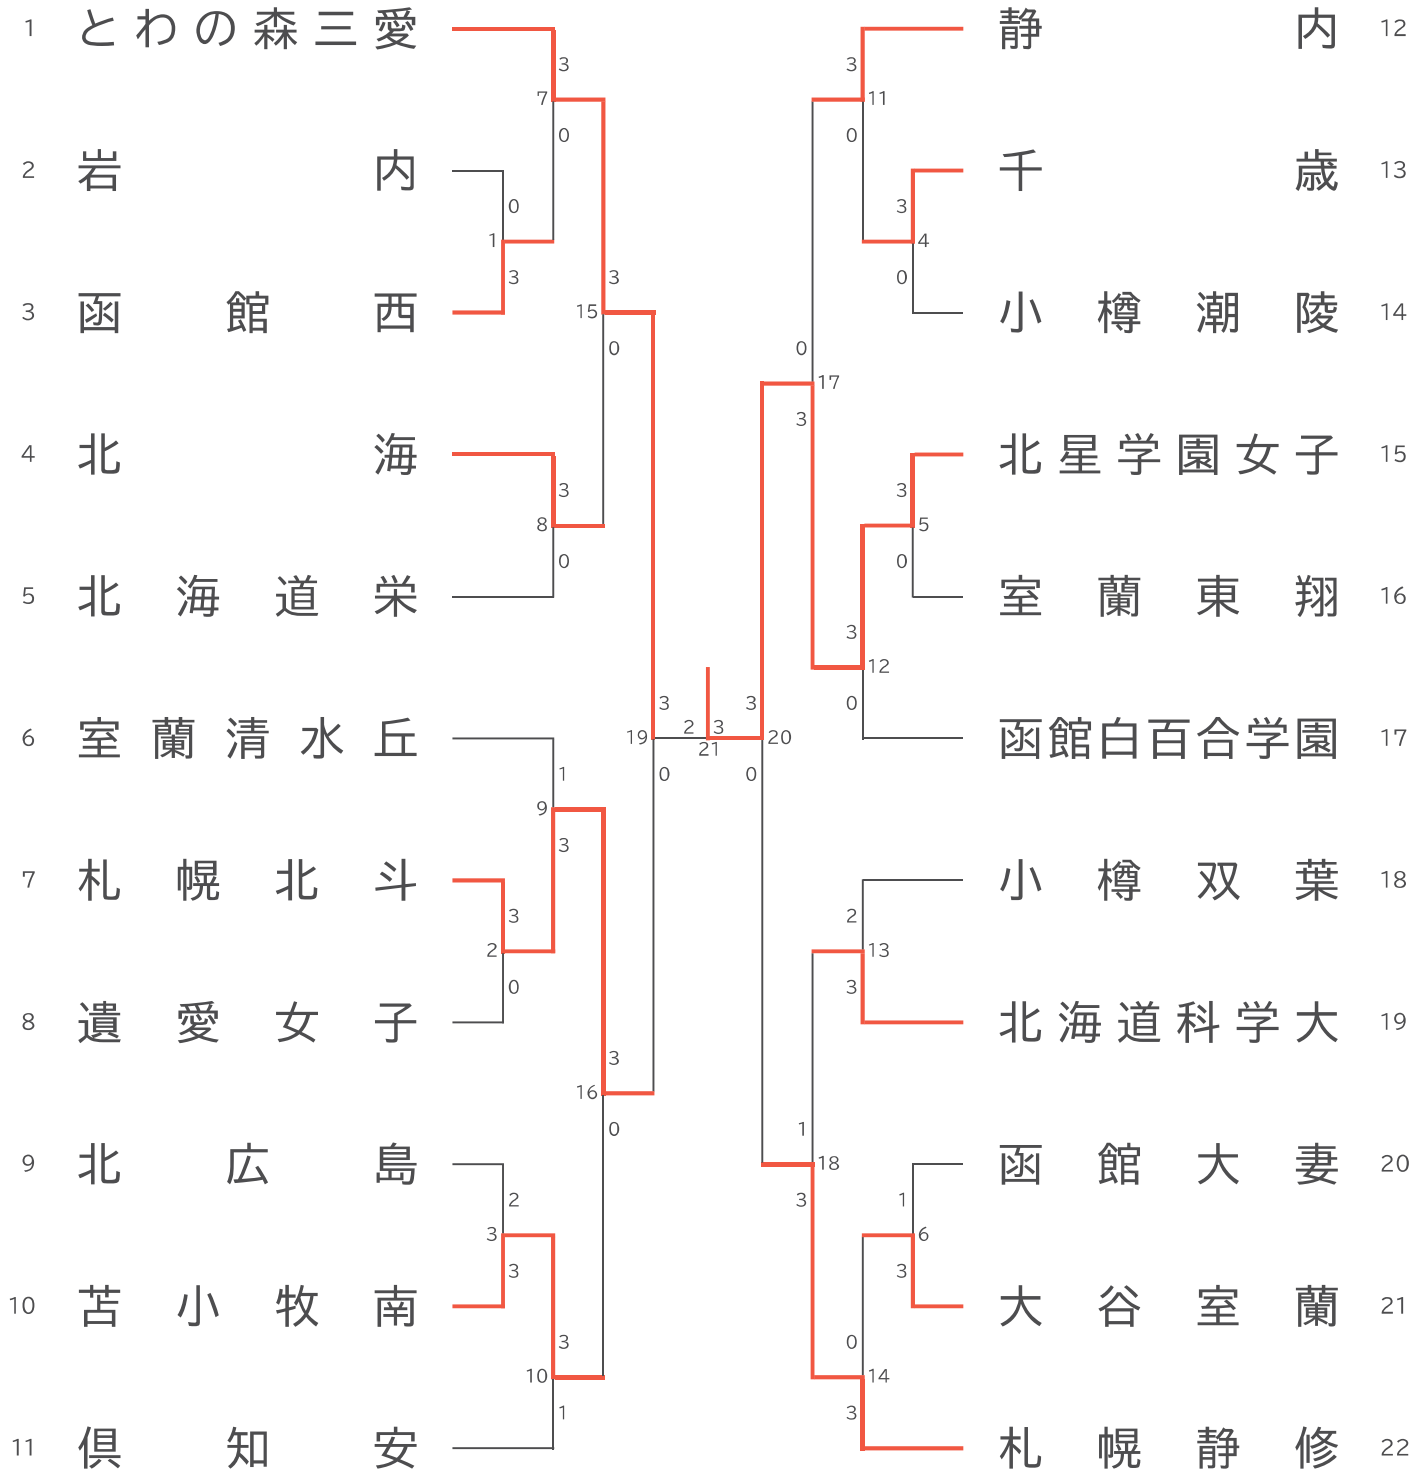 1 とわの森三愛
3
7
0
2 岩内
0
1
3
3 函館西
3
15
0
4 北海
3
8
0
5 北海道栄
6 室蘭清水丘
1
9
3
7 札幌北斗
3
2
0
8 遺愛女子
3
16
0
9 北広島
2
3
3
10 苫小牧南
3
10
1
11 倶知安
3
19
0
2 3
21
3
20
0
静内 12
3
11
0
千歳 13
3
4
0
小樽潮陵 14
0
17
3
北星学園女子 15
3
5
0
室蘭東翔 16
3
12
0
函館白百合学園 17
小樽双葉 18
2
13
3
北海道科学大 19
1
18
3
函館大妻 20
1
6
3
大谷室蘭 21
0
14
3
札幌静修 22